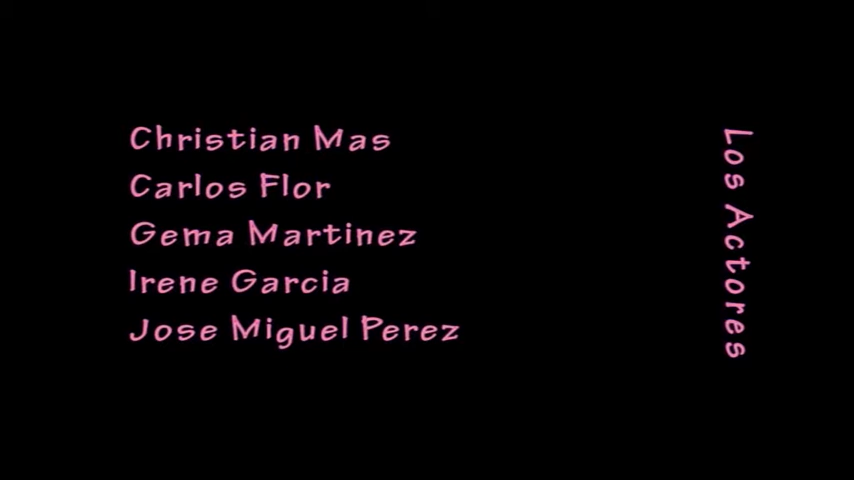 Christian Mas
Carlos Flor
Gema Martinez
Irene Garcia
Jose Miguel Perez
Los Actores